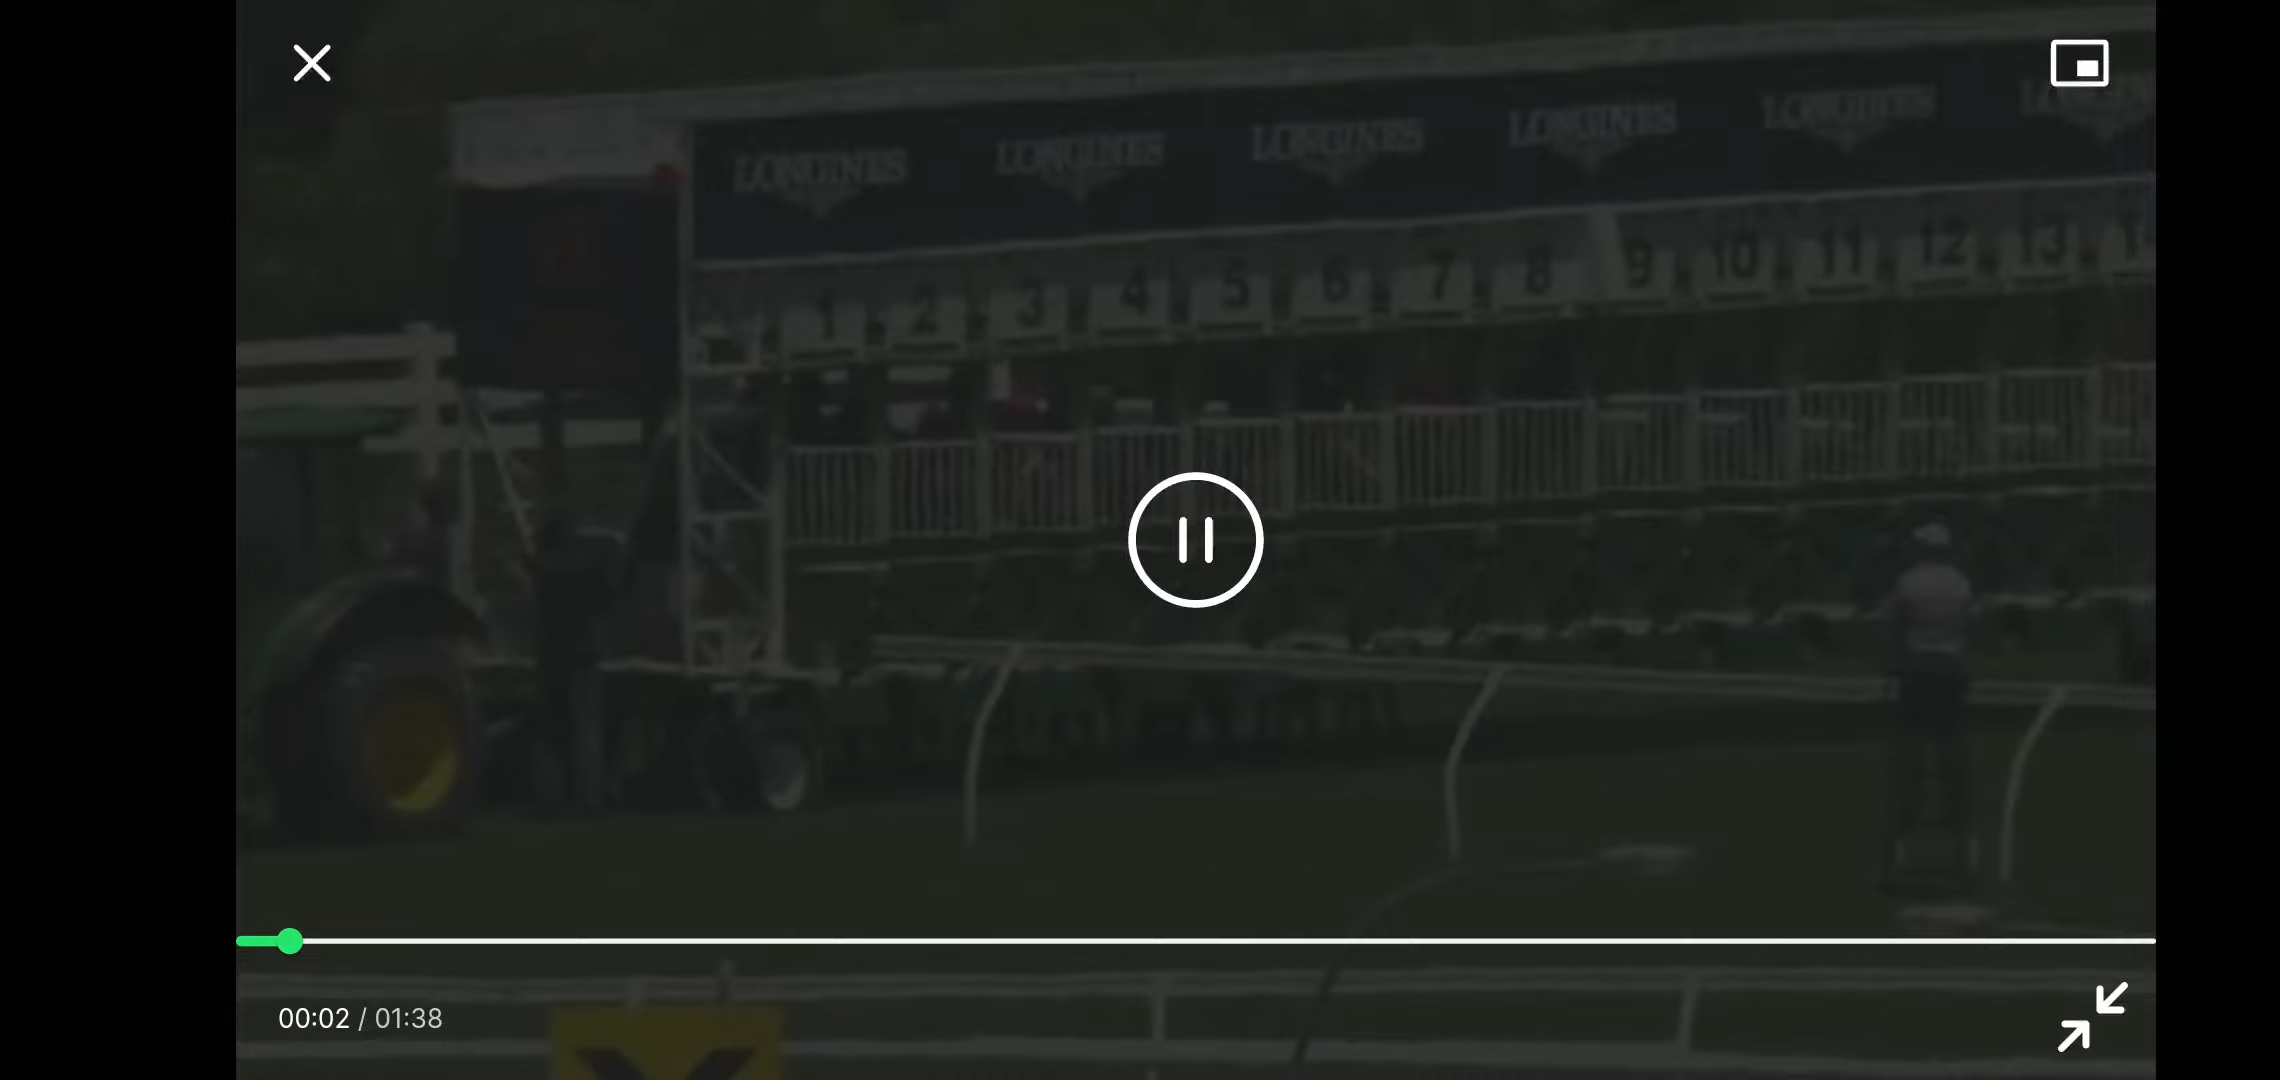 LONGINES LONGINES LONGINES LONGINES LONGINES
1 2 3 4 5 6 7 8 9 10 11 12 13
00:02 / 01:38